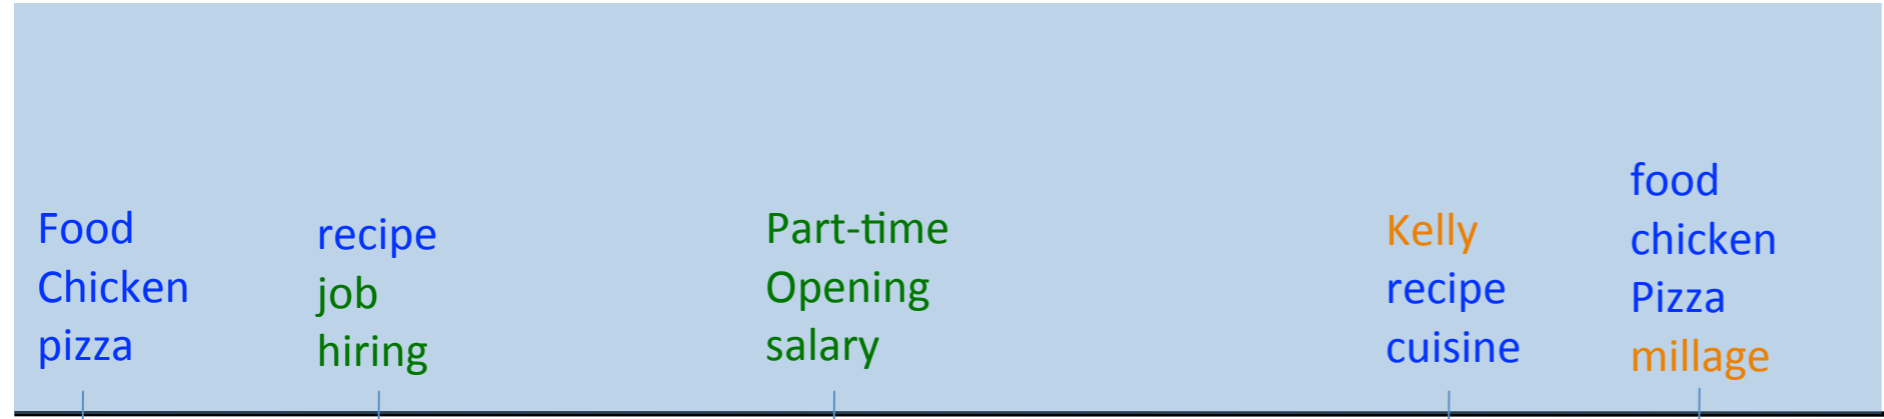 Food
Chicken
pizza
recipe
job
hiring
Part-time
Opening
salary
Kelly
recipe
cuisine
food
chicken
Pizza
millage